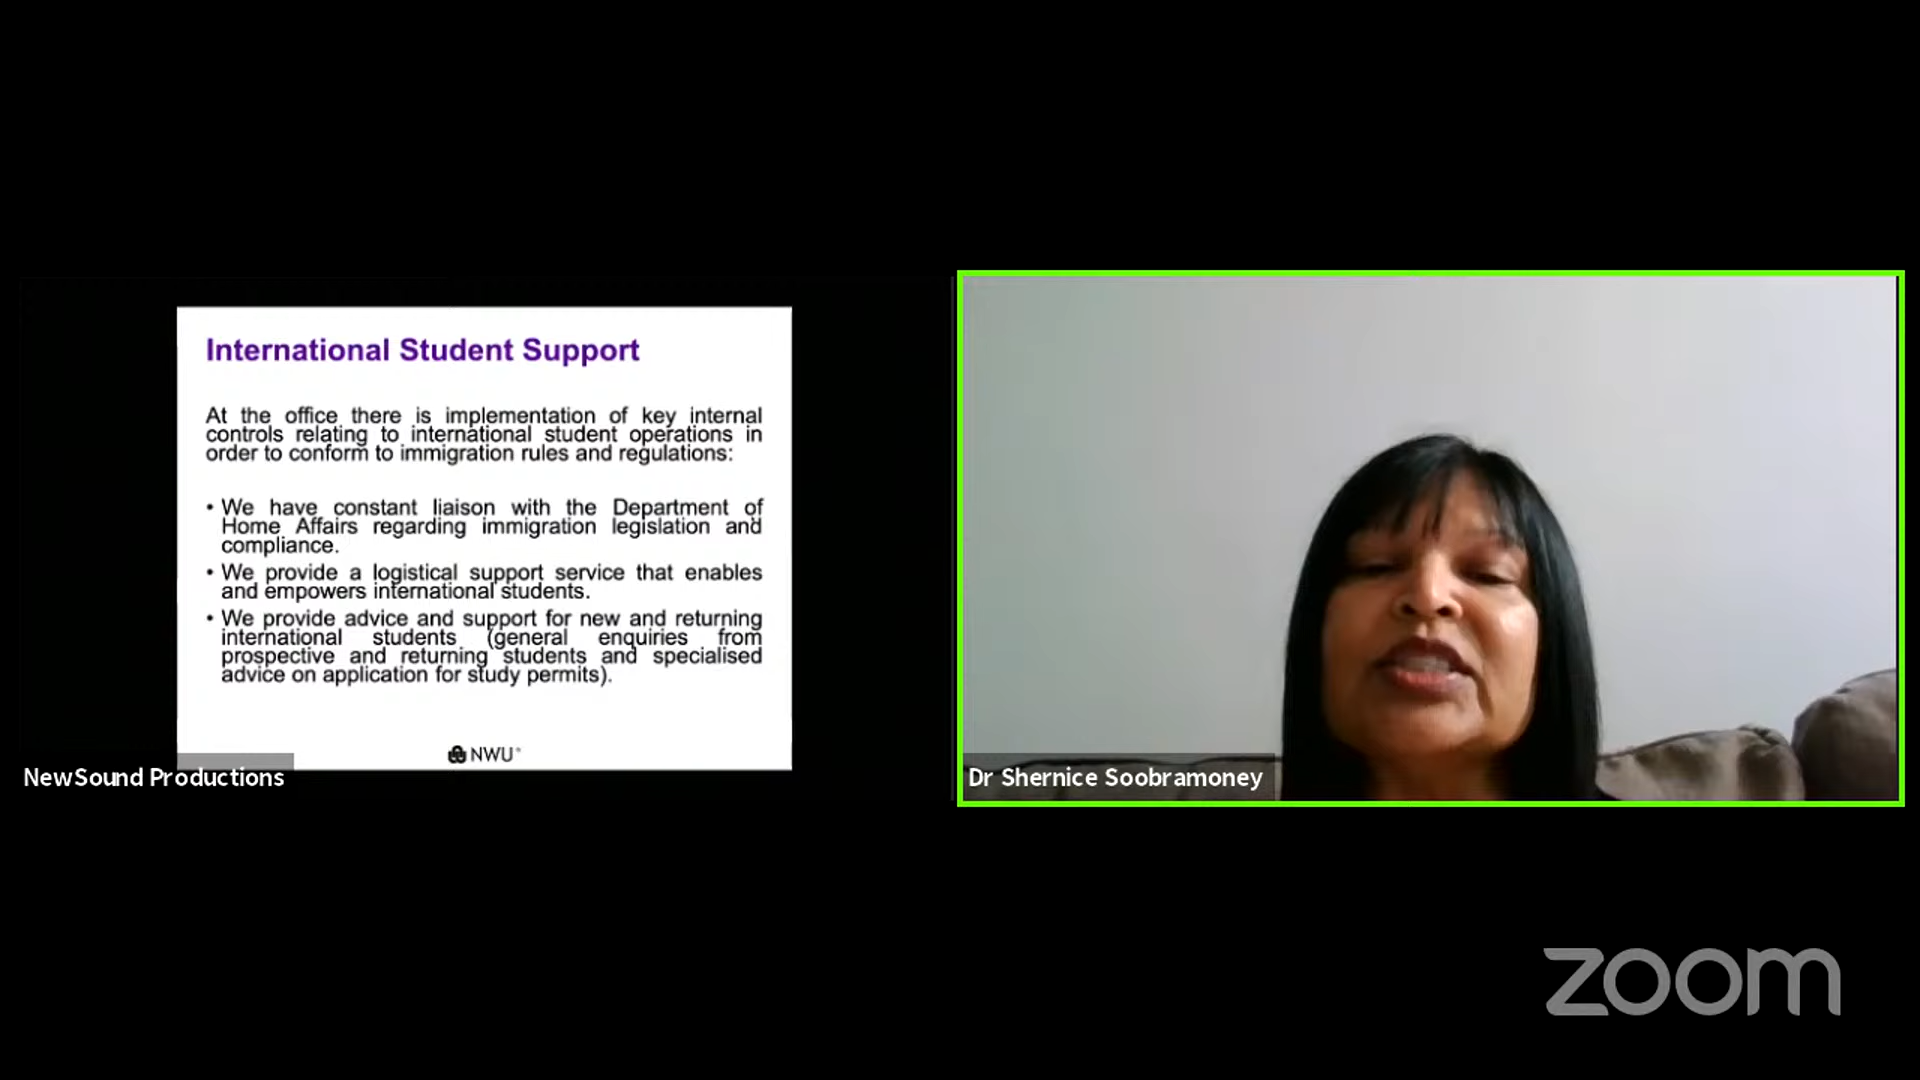 International Student Support
At the office there is implementation of key internal
controls relating to international student operations in
order to conform to immigration rules and regulations:
• We have constant liaison with the Department of
Home Affairs regarding immigration legislation and
compliance.
• We provide a logistical support service that enables
and empowers international students.
• We provide advice and support for new and returning
international students (general enquiries from
prospective and returning students and specialised
advice on application for study permits).
NWU®
NewSound Productions
Dr Shernice Soobramoney
zoom